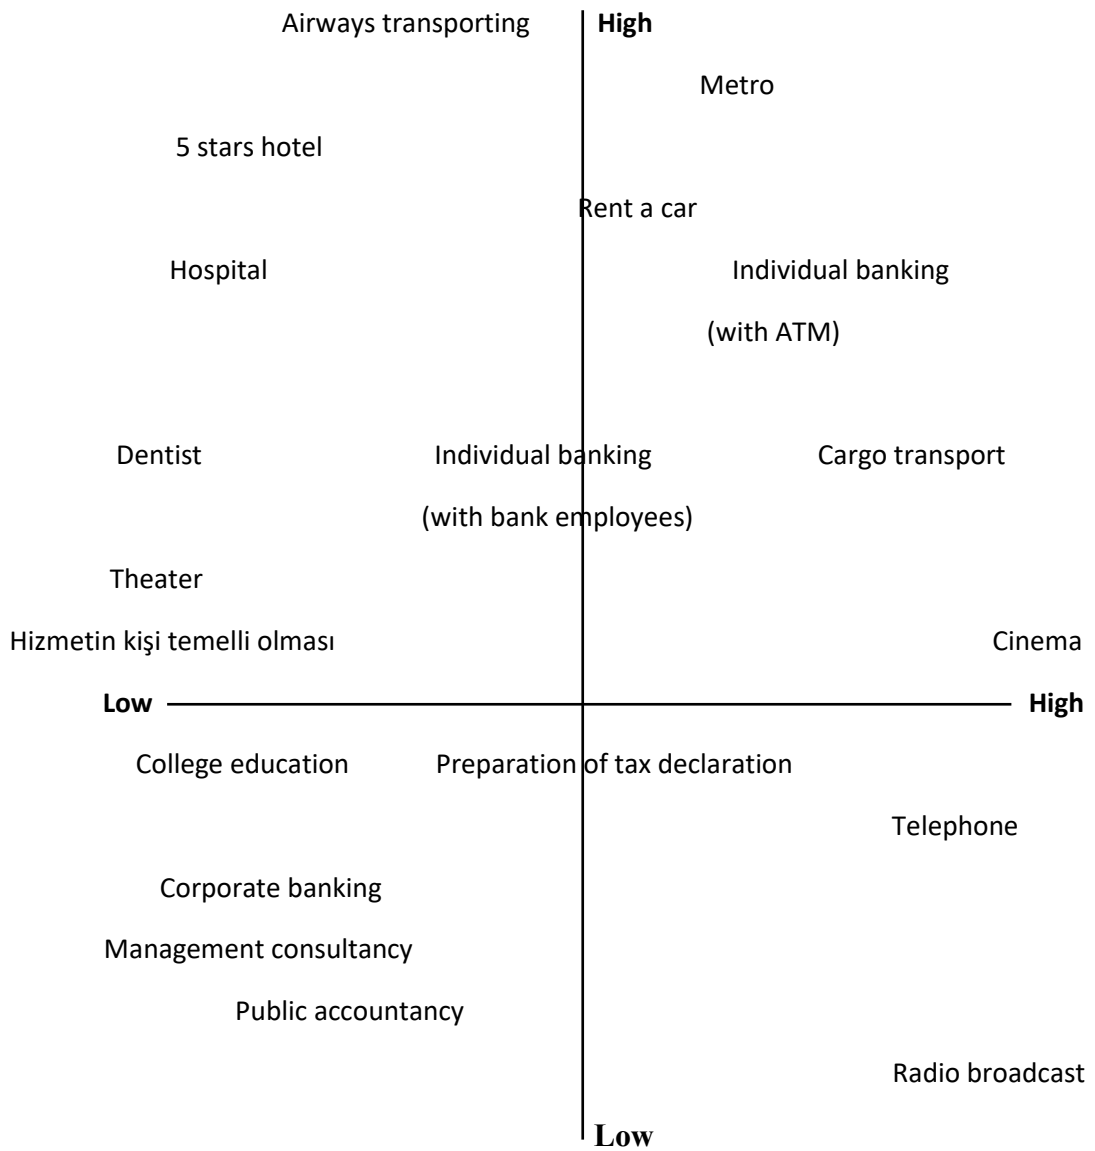 Airways transporting High
Metro
5 stars hotel
Rent a car
Hospital Individual banking
(with ATM)
Dentist Individual banking Cargo transport
(with bank employees)
Theater
Hizmetin kişi temelli olması Cinema
Low High
College education Preparation of tax declaration
Telephone
Corporate banking
Management consultancy
Public accountancy
Radio broadcast
Low